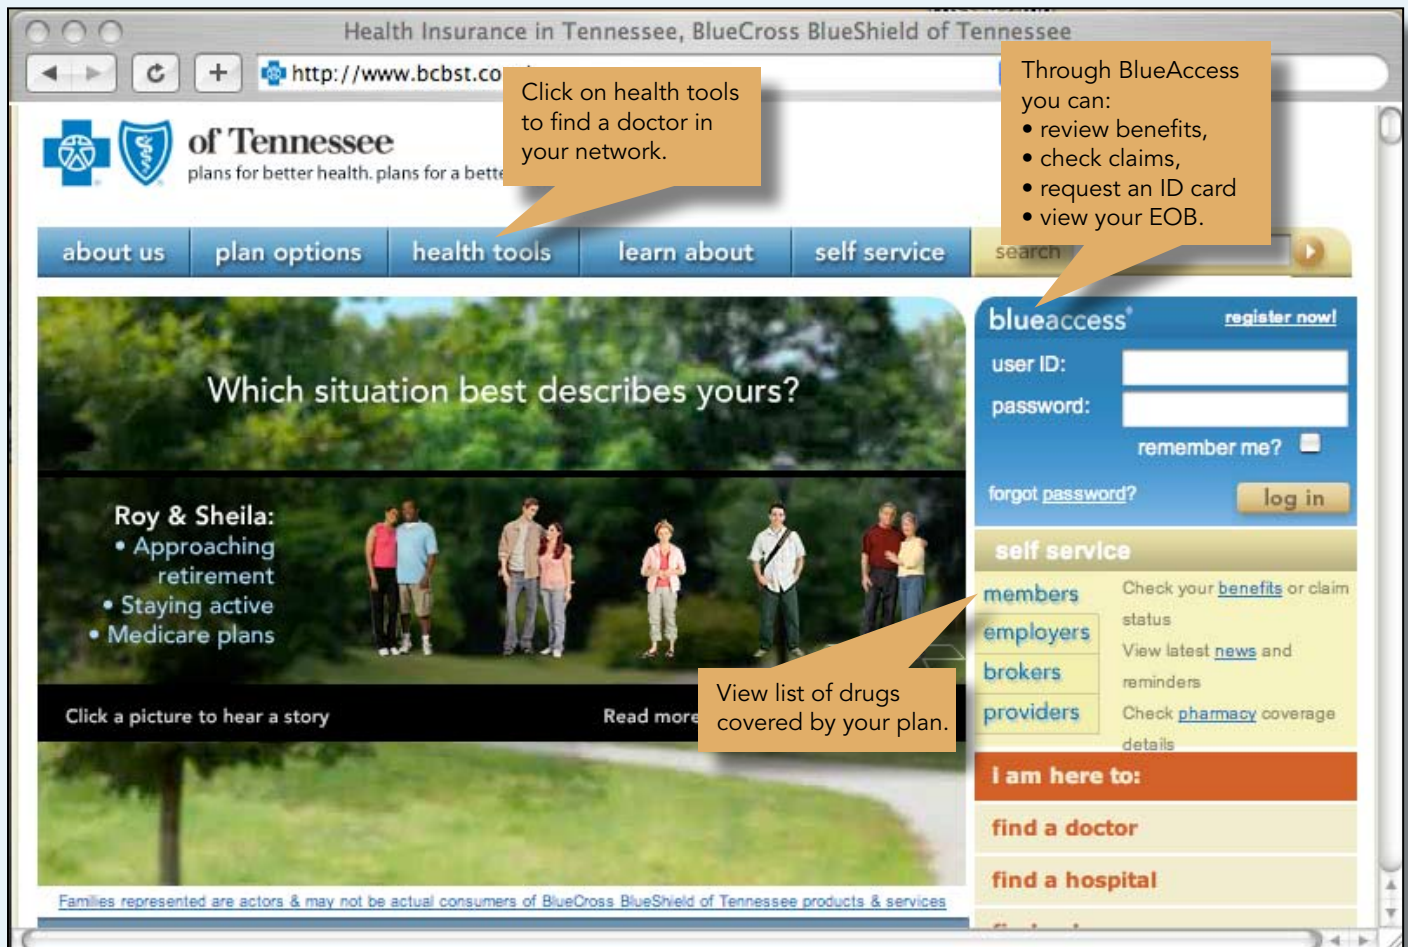 Health Insurance in Tennessee, BlueCross BlueShield of Tennessee
http://www.bcbst.co
Click on health tools
to find a doctor in
your network.
Through BlueAccess
you can:
• review benefits,
• check claims,
• request an ID card
• view your EOB.
of Tennessee
plans for better health. plans for a bette
about us
plan options
health tools
learn about
self service
search
Which situation best describes yours?
Roy & Sheila:
• Approaching
retirement
• Staying active
• Medicare plans
Click a picture to hear a story
Read more
blueaccess®
register now!
user ID:
password:
remember me?
forgot password?
log in
self service
members
employers
brokers
providers
Check your benefits or claim
status
View latest news and
reminders
Check pharmacy coverage
details
View list of drugs
covered by your plan.
i am here to:
find a doctor
find a hospital
Families represented are actors & may not be actual consumers of BlueCross BlueShield of Tennessee products & services